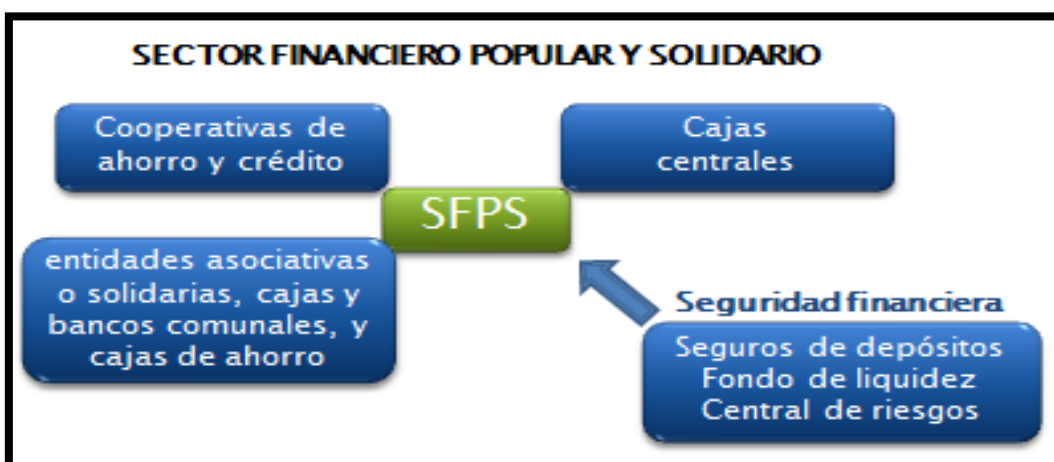 SECTOR FINANCIERO POPULAR Y SOLIDARIO
Cooperativas de
ahorro y crédito
Cajas
centrales
SFPS
entidades asociativas
o solidarias, cajas y
bancos comunales, y
cajas de ahorro
Seguridad financiera
Seguros de depósitos
Fondo de liquidez
Central de riesgos